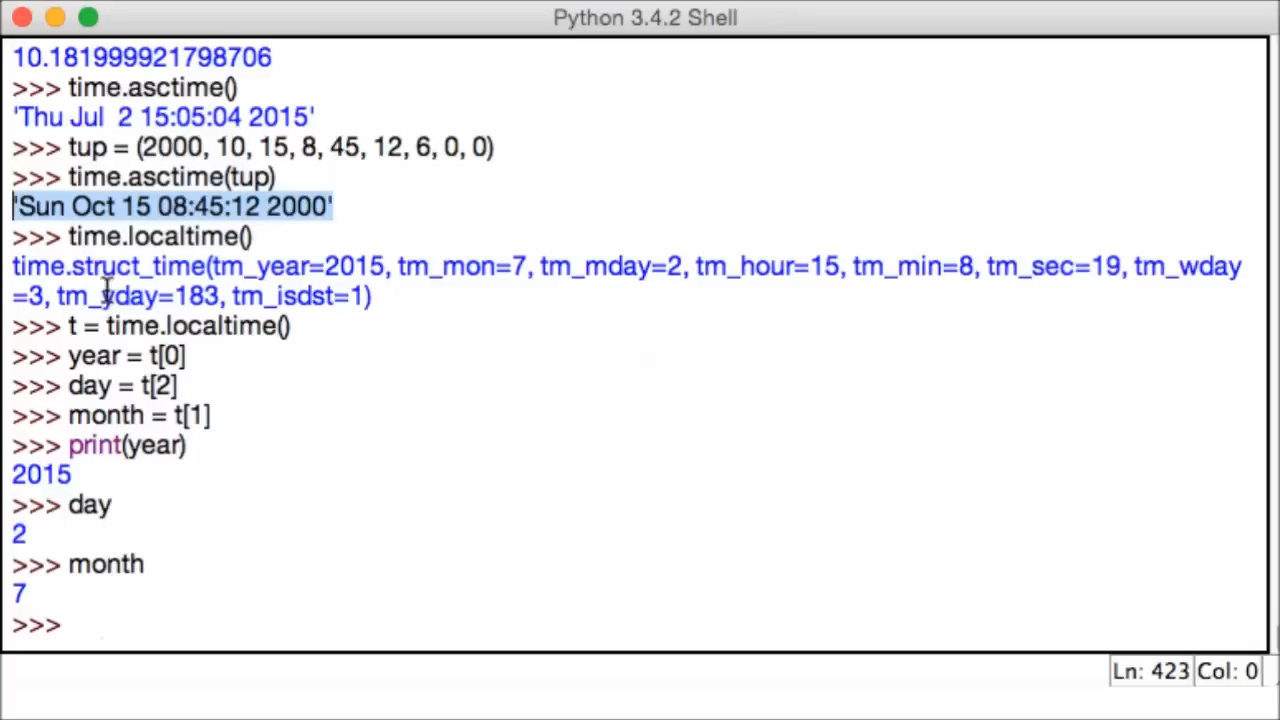 Python 3.4.2 Shell
10.181999921798706
>>> time.asctime()
'Thu Jul  2 15:05:04 2015'
>>> tup = (2000, 10, 15, 8, 45, 12, 6, 0, 0)
>>> time.asctime(tup)
'Sun Oct 15 08:45:12 2000'
>>> time.localtime()
time.struct_time(tm_year=2015, tm_mon=7, tm_mday=2, tm_hour=15, tm_min=8, tm_sec=19, tm_wday
=3, tm_yday=183, tm_isdst=1)
>>> t = time.localtime()
>>> year = t[0]
>>> day = t[2]
>>> month = t[1]
>>> print(year)
2015
>>> day
2
>>> month
7
>>>
Ln: 423 Col: 0